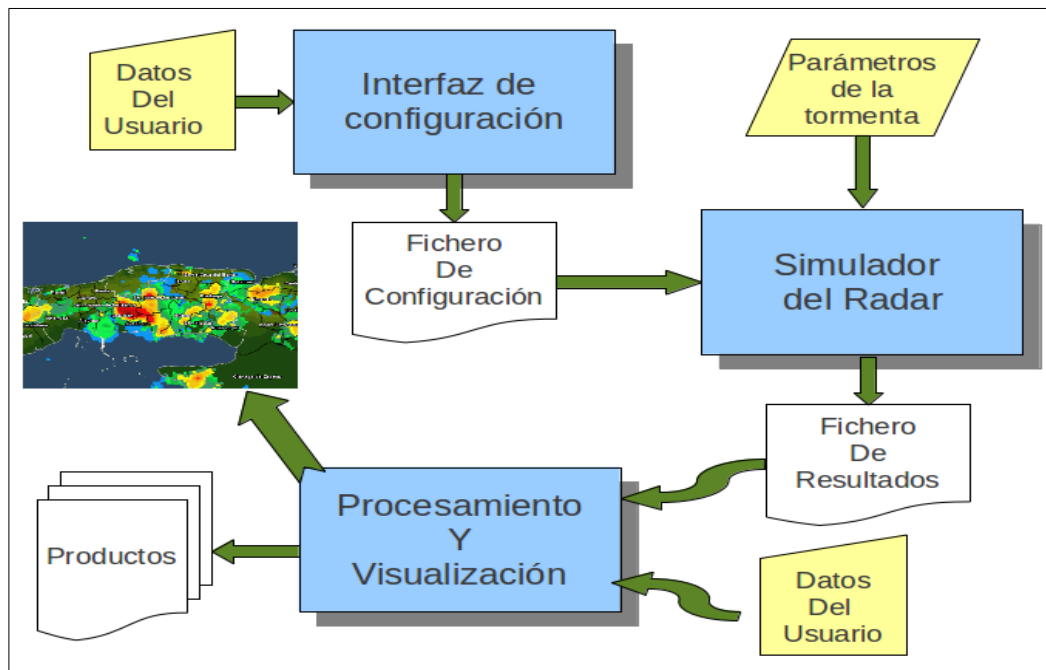 Datos
Del
Usuario
Interfaz de
configuración
Parámetros
de la
tormenta
Fichero
De
Configuración
Simulador
del Radar
Fichero
De
Resultados
Procesamiento
Y
Visualización
Productos
Datos
Del
Usuario